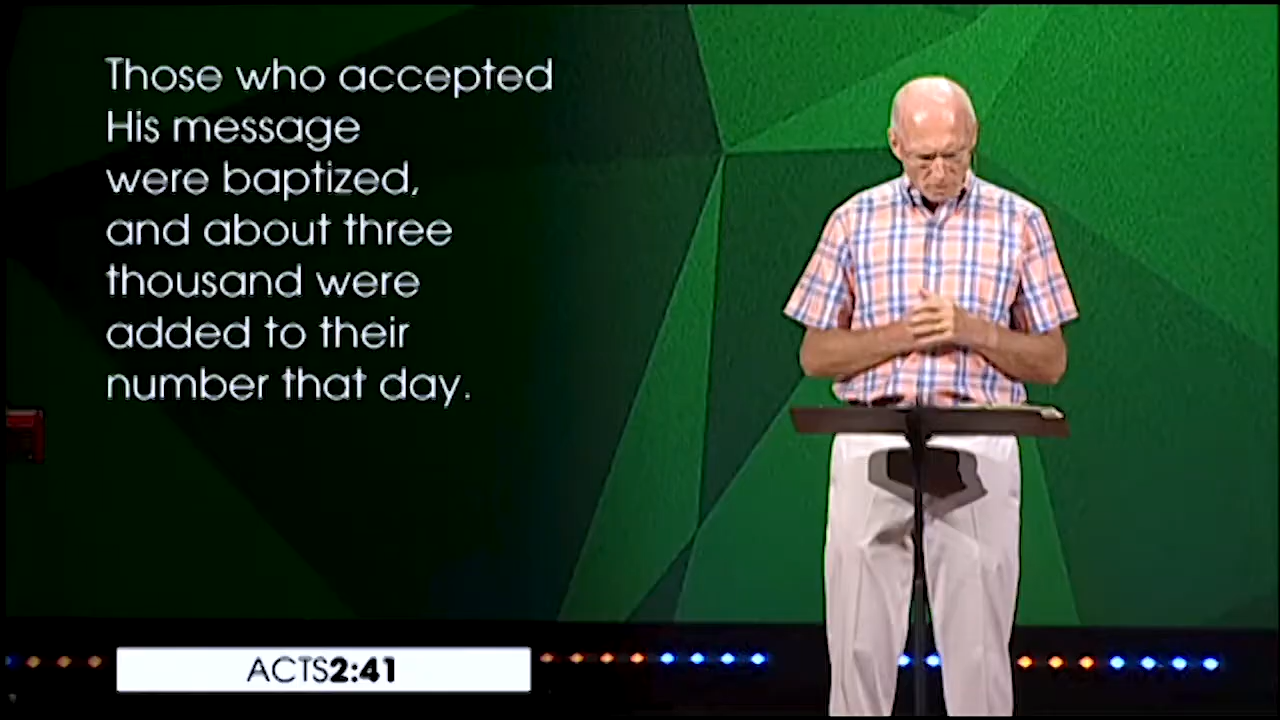 Those who accepted
His message
were baptized,
and about three
thousand were
added to their
number that day.
ACTS2:41